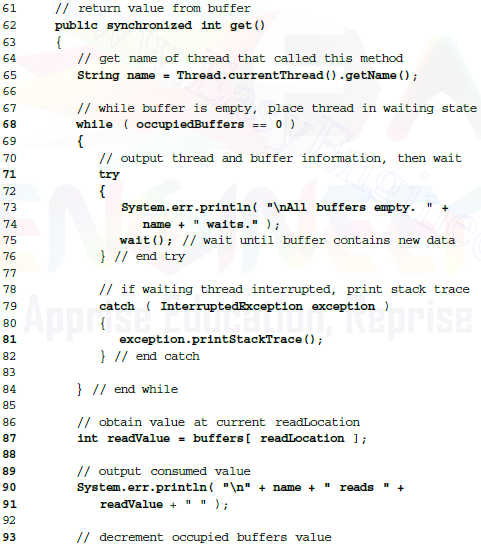 61 // return value from buffer
62 public synchronized int get()
63 {
64 // get name of thread that called this method
65 String name = Thread.currentThread().getName();
66
67 // while buffer is empty, place thread in waiting state
68 while ( occupiedBuffers == 0 )
69 {
70 // output thread and buffer information, then wait
71 try
72 {
73 System.err.println( "\nAll buffers empty. " +
74 name + " waits." );
75 wait(); // wait until buffer contains new data
76 } // end try
77
78 // if waiting thread interrupted, print stack trace
79 catch ( InterruptedException exception )
80 {
81 exception.printStackTrace();
82 } // end catch
83
84 } // end while
85
86 // obtain value at current readLocation
87 int readValue = buffers[ readLocation ];
88
89 // output consumed value
90 System.err.println( "\n" + name + " reads " +
91 readValue + " " );
92
93 // decrement occupied buffers value
Apprise Education, Reprise